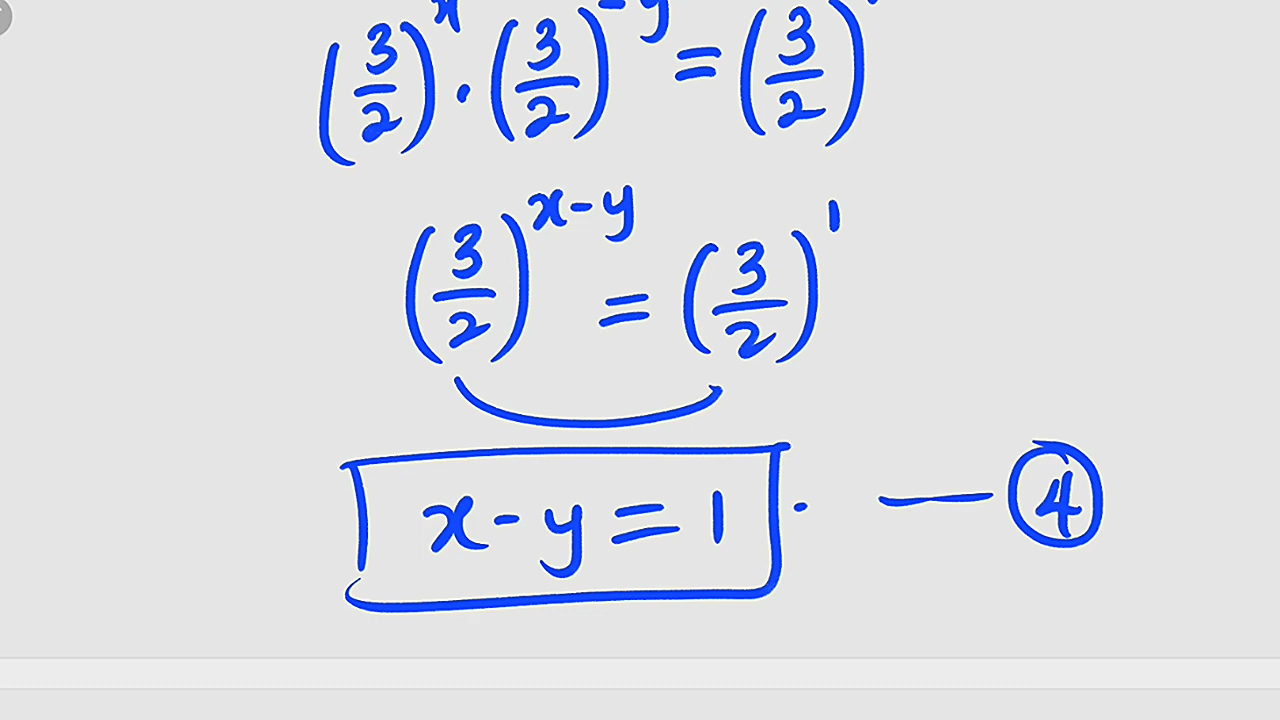 (3/2)^x · (3/2)^-y = (3/2)
(3/2)^x-y = (3/2)^1
x - y = 1 . — ④